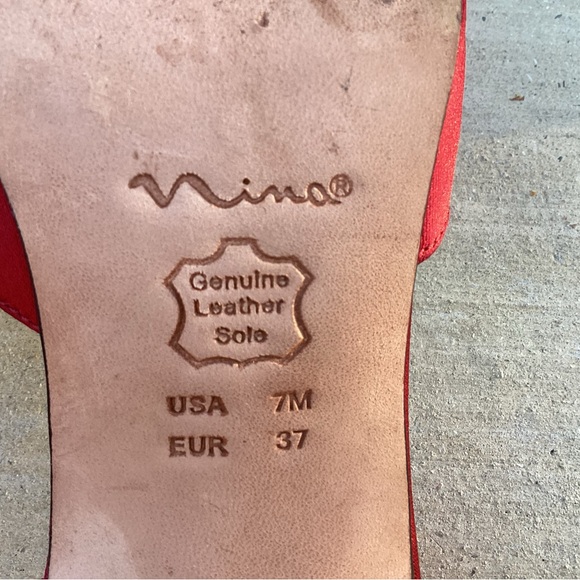 Nina®
Genuine
Leather
Sole
USA 7M
EUR 37